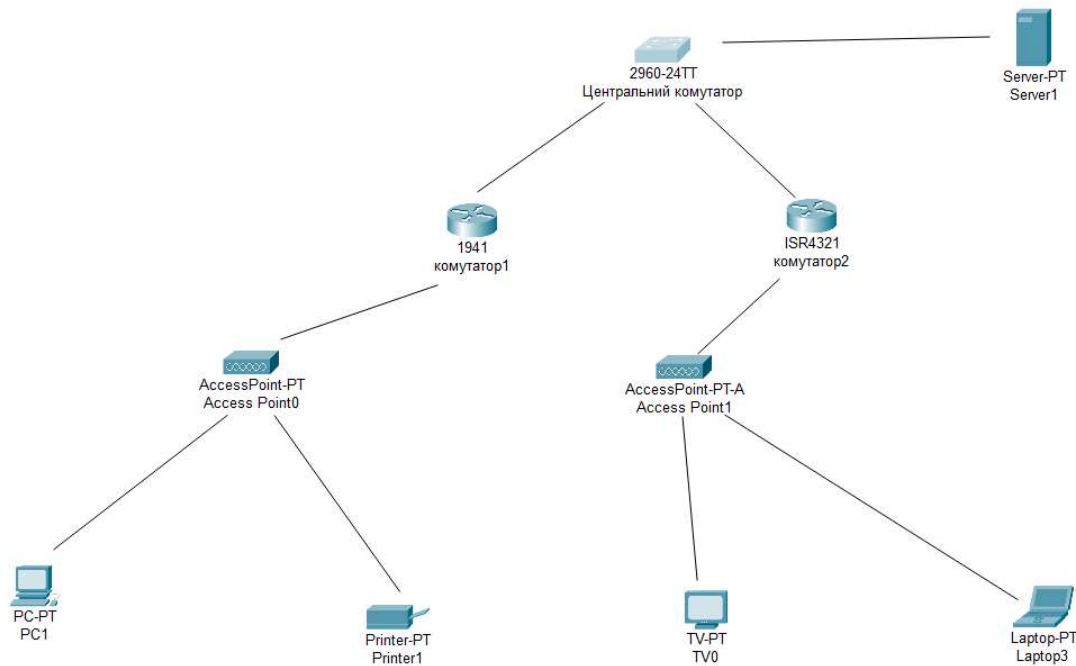 2960-24TT
Центральний комутатор
Server-PT
Server1
1941
комутатор1
ISR4321
комутатор2
AccessPoint-PT
Access Point0
AccessPoint-PT-A
Access Point1
PC-PT
PC1
Printer-PT
Printer1
TV-PT
TV0
Laptop-PT
Laptop3